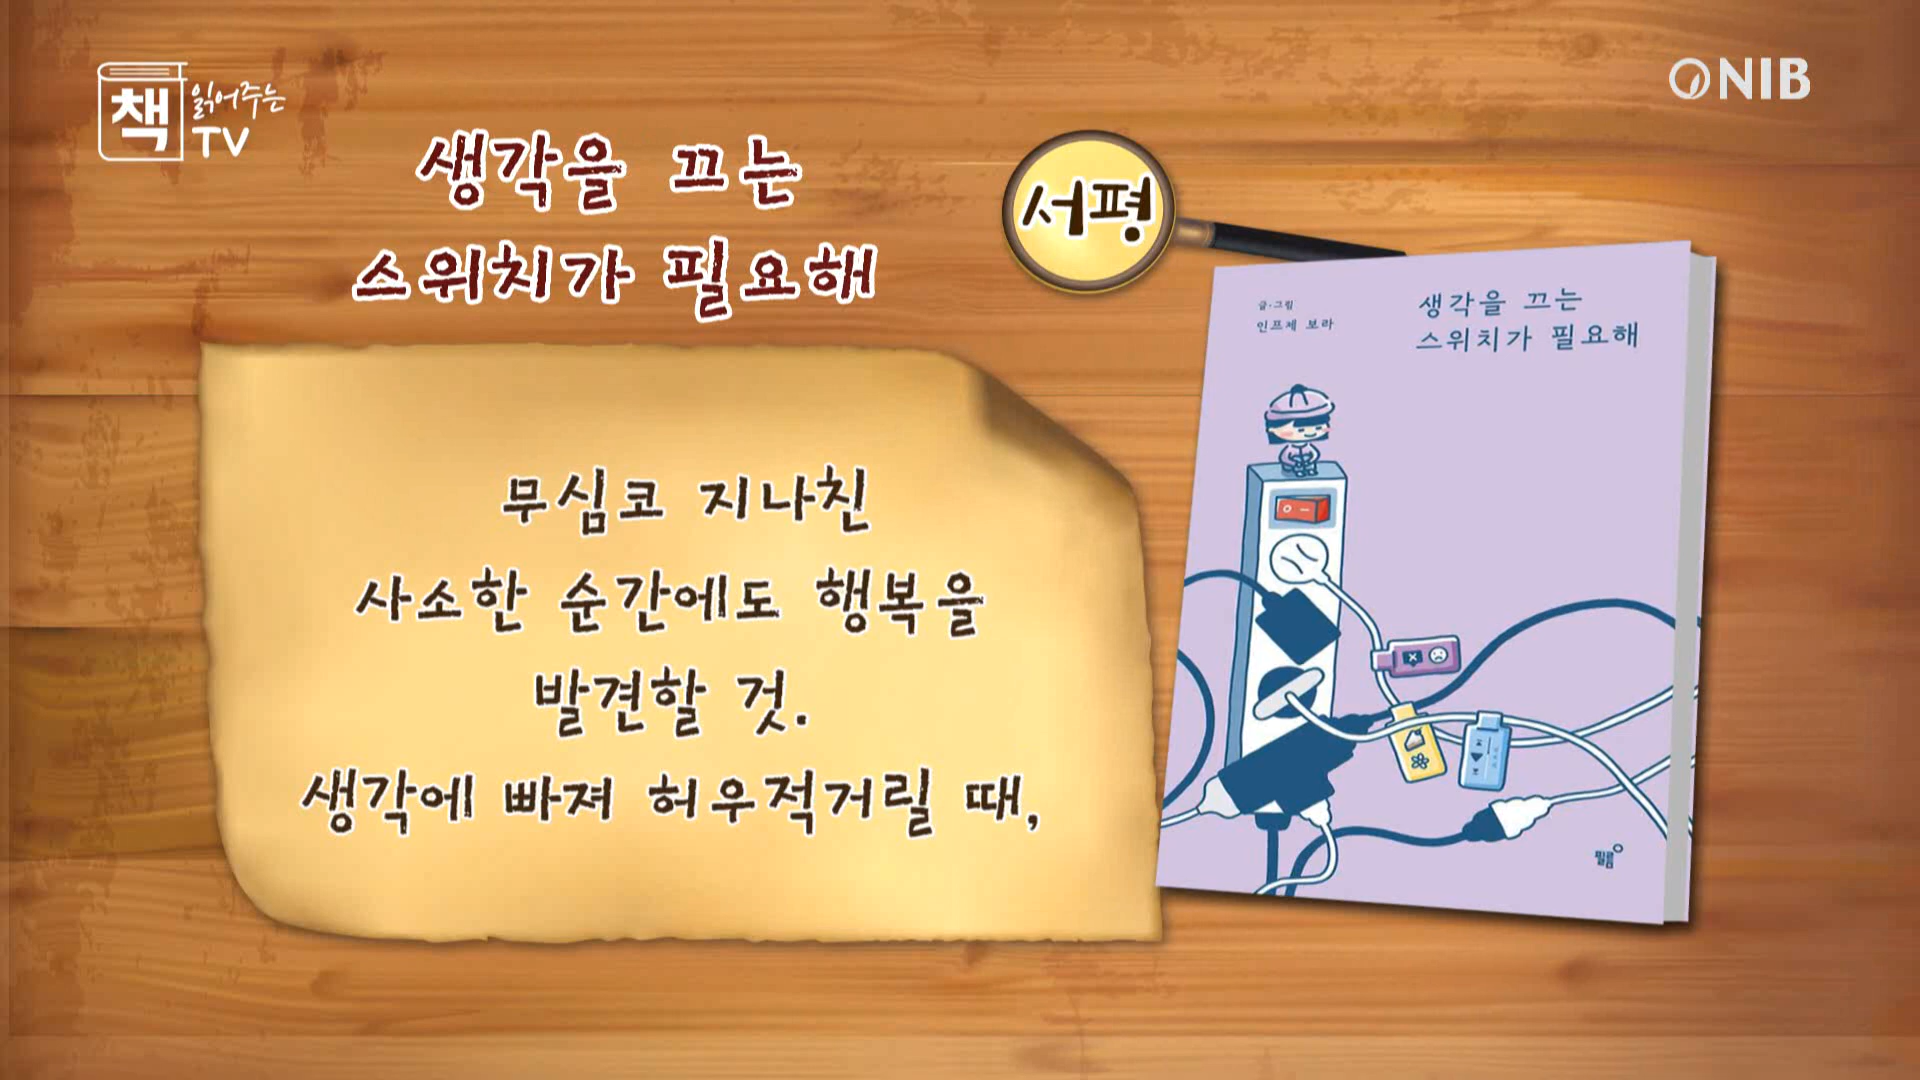 책 읽어주는 TV
NIB
생각을 끄는
스위치가 필요해
서평
글·그림
인프제 보라
생각을 끄는
스위치가 필요해
무심코 지나친
사소한 순간에도 행복을
발견할 것.
생각에 빠져 허우적거릴 때,
필름